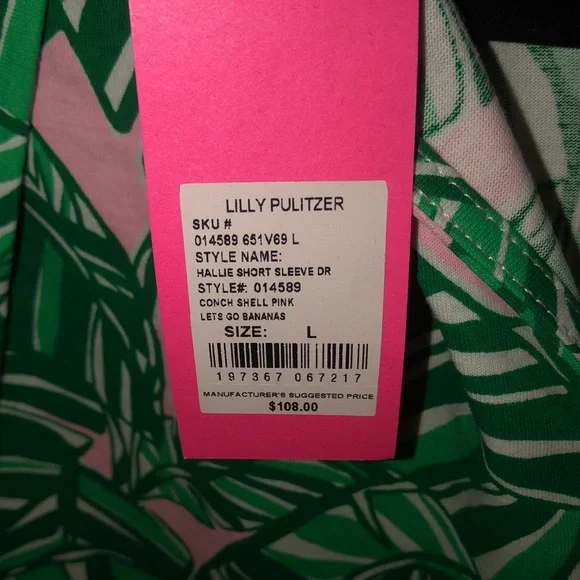 LILLY PULITZER
SKU #
014589 651V69 L
STYLE NAME:
HALLIE SHORT SLEEVE DR
STYLE#: 014589
CONCH SHELL PINK
LETS GO BANANAS
SIZE: L
197367 067217
MANUFACTURER'S SUGGESTED PRICE
$108.00